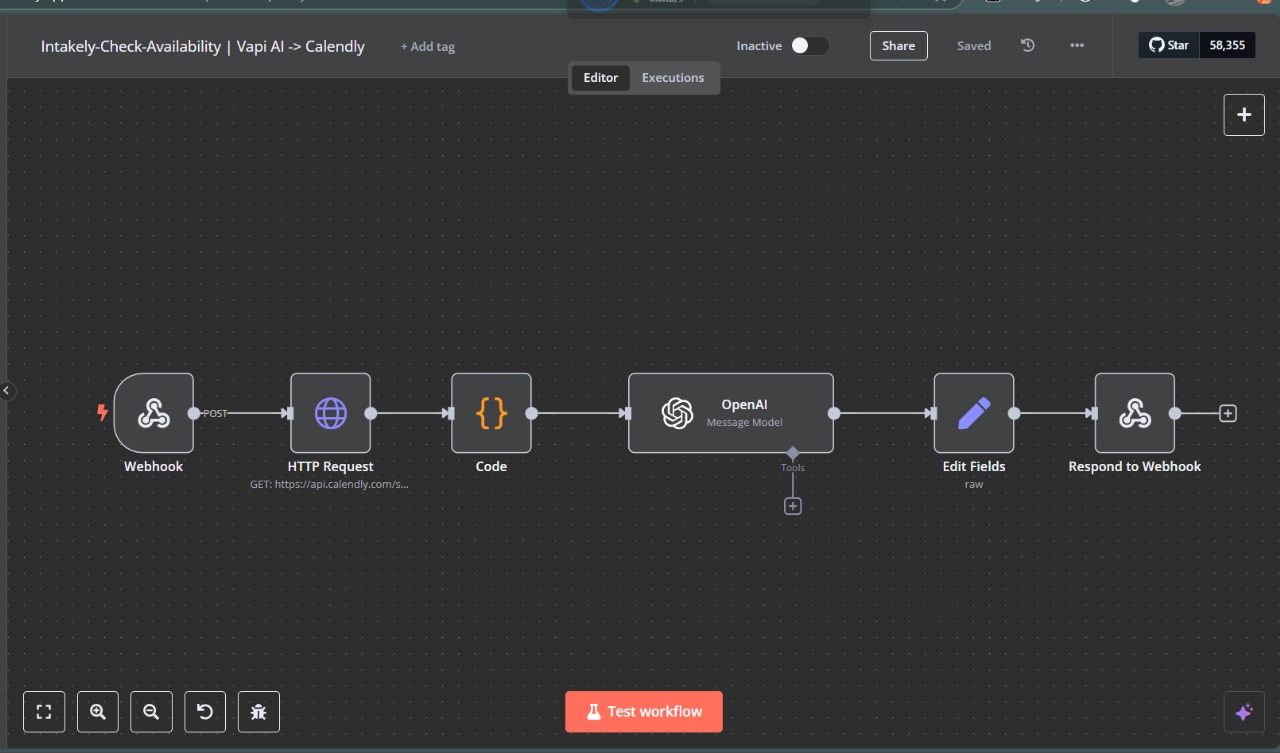 Intakely-Check-Availability | Vapi AI -> Calendly
+ Add tag
Inactive
Share
Saved
Star
58,355
Editor
Executions
POST
OpenAI
Message Model
Webhook
HTTP Request
GET: https://api.calendly.com/s...
Code
Tools
Edit Fields
raw
Respond to Webhook
Test workflow